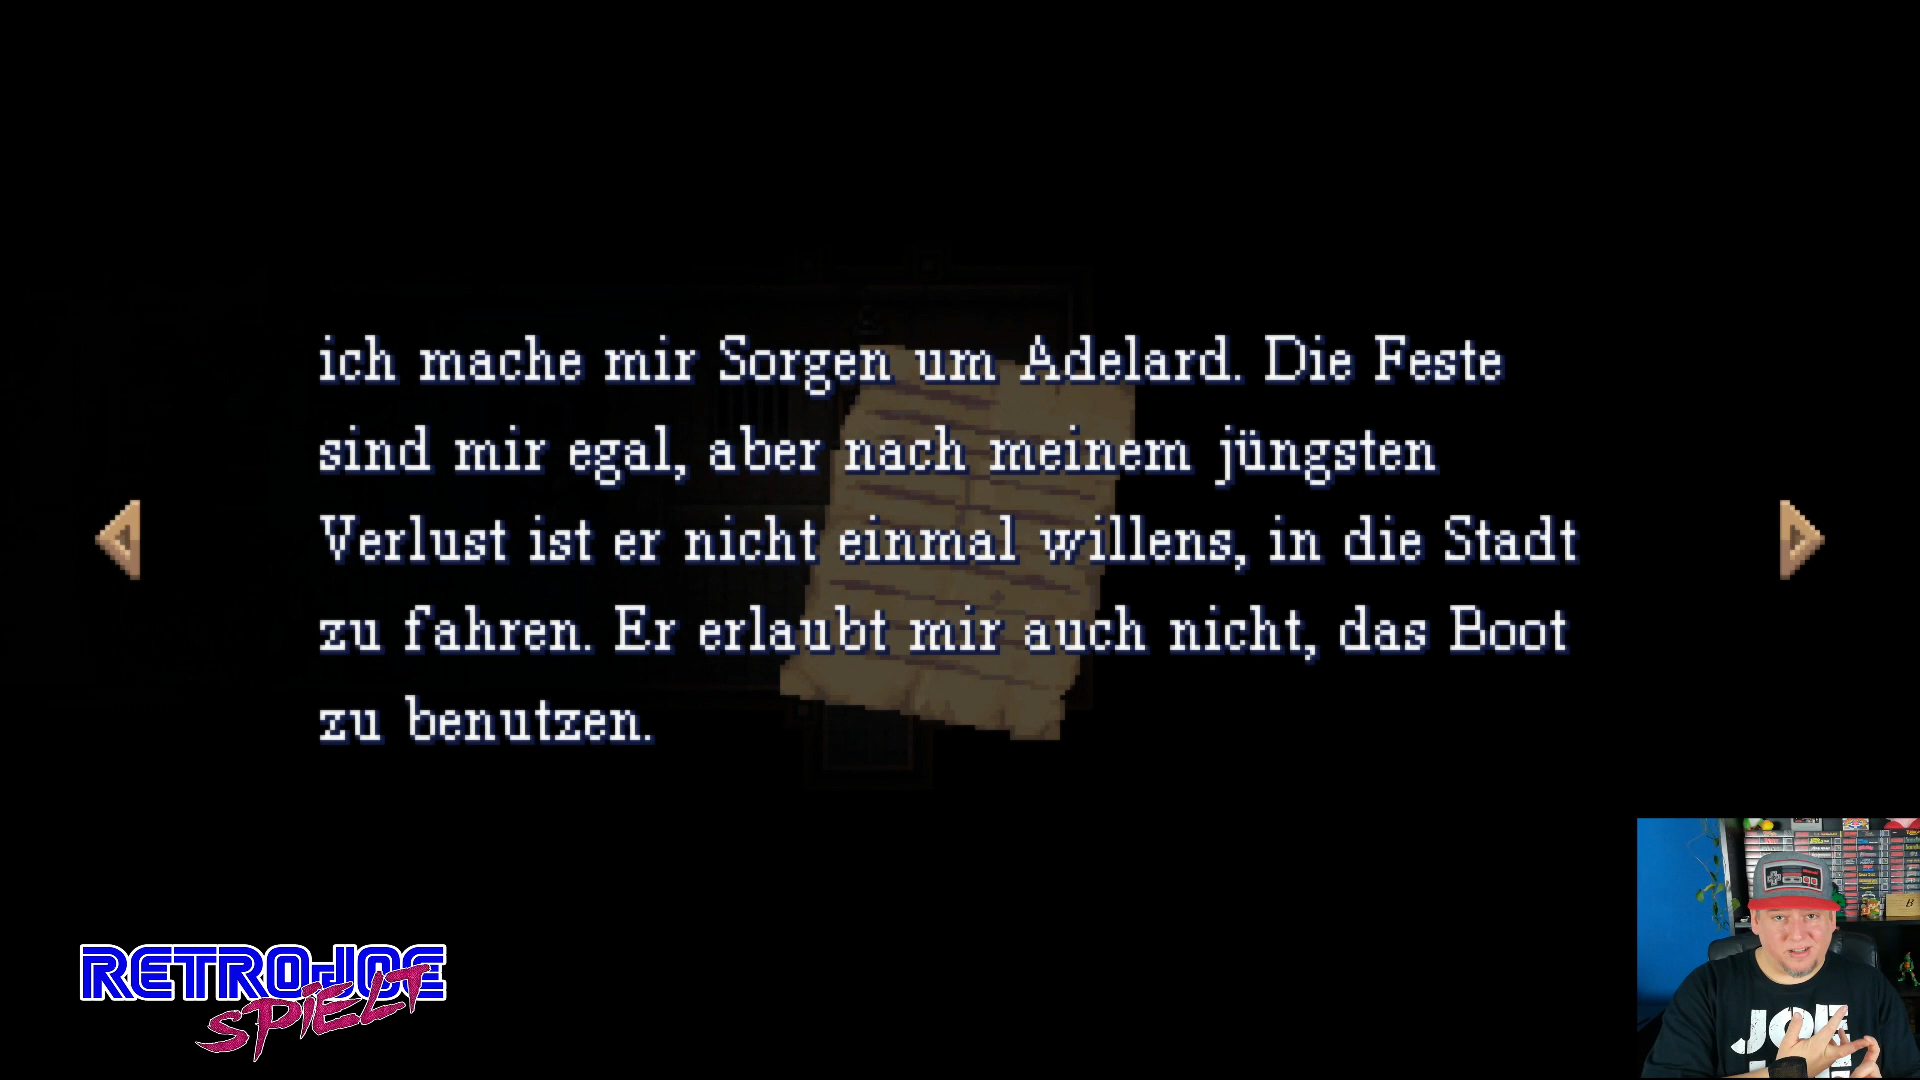 ich mache mir Sorgen um Adelard. Die Feste
sind mir egal, aber nach meinem jüngsten
Verlust ist er nicht einmal willens, in die Stadt
zu fahren. Er erlaubt mir auch nicht, das Boot
zu benutzen.
RETROJOE
SPIELT
JOE